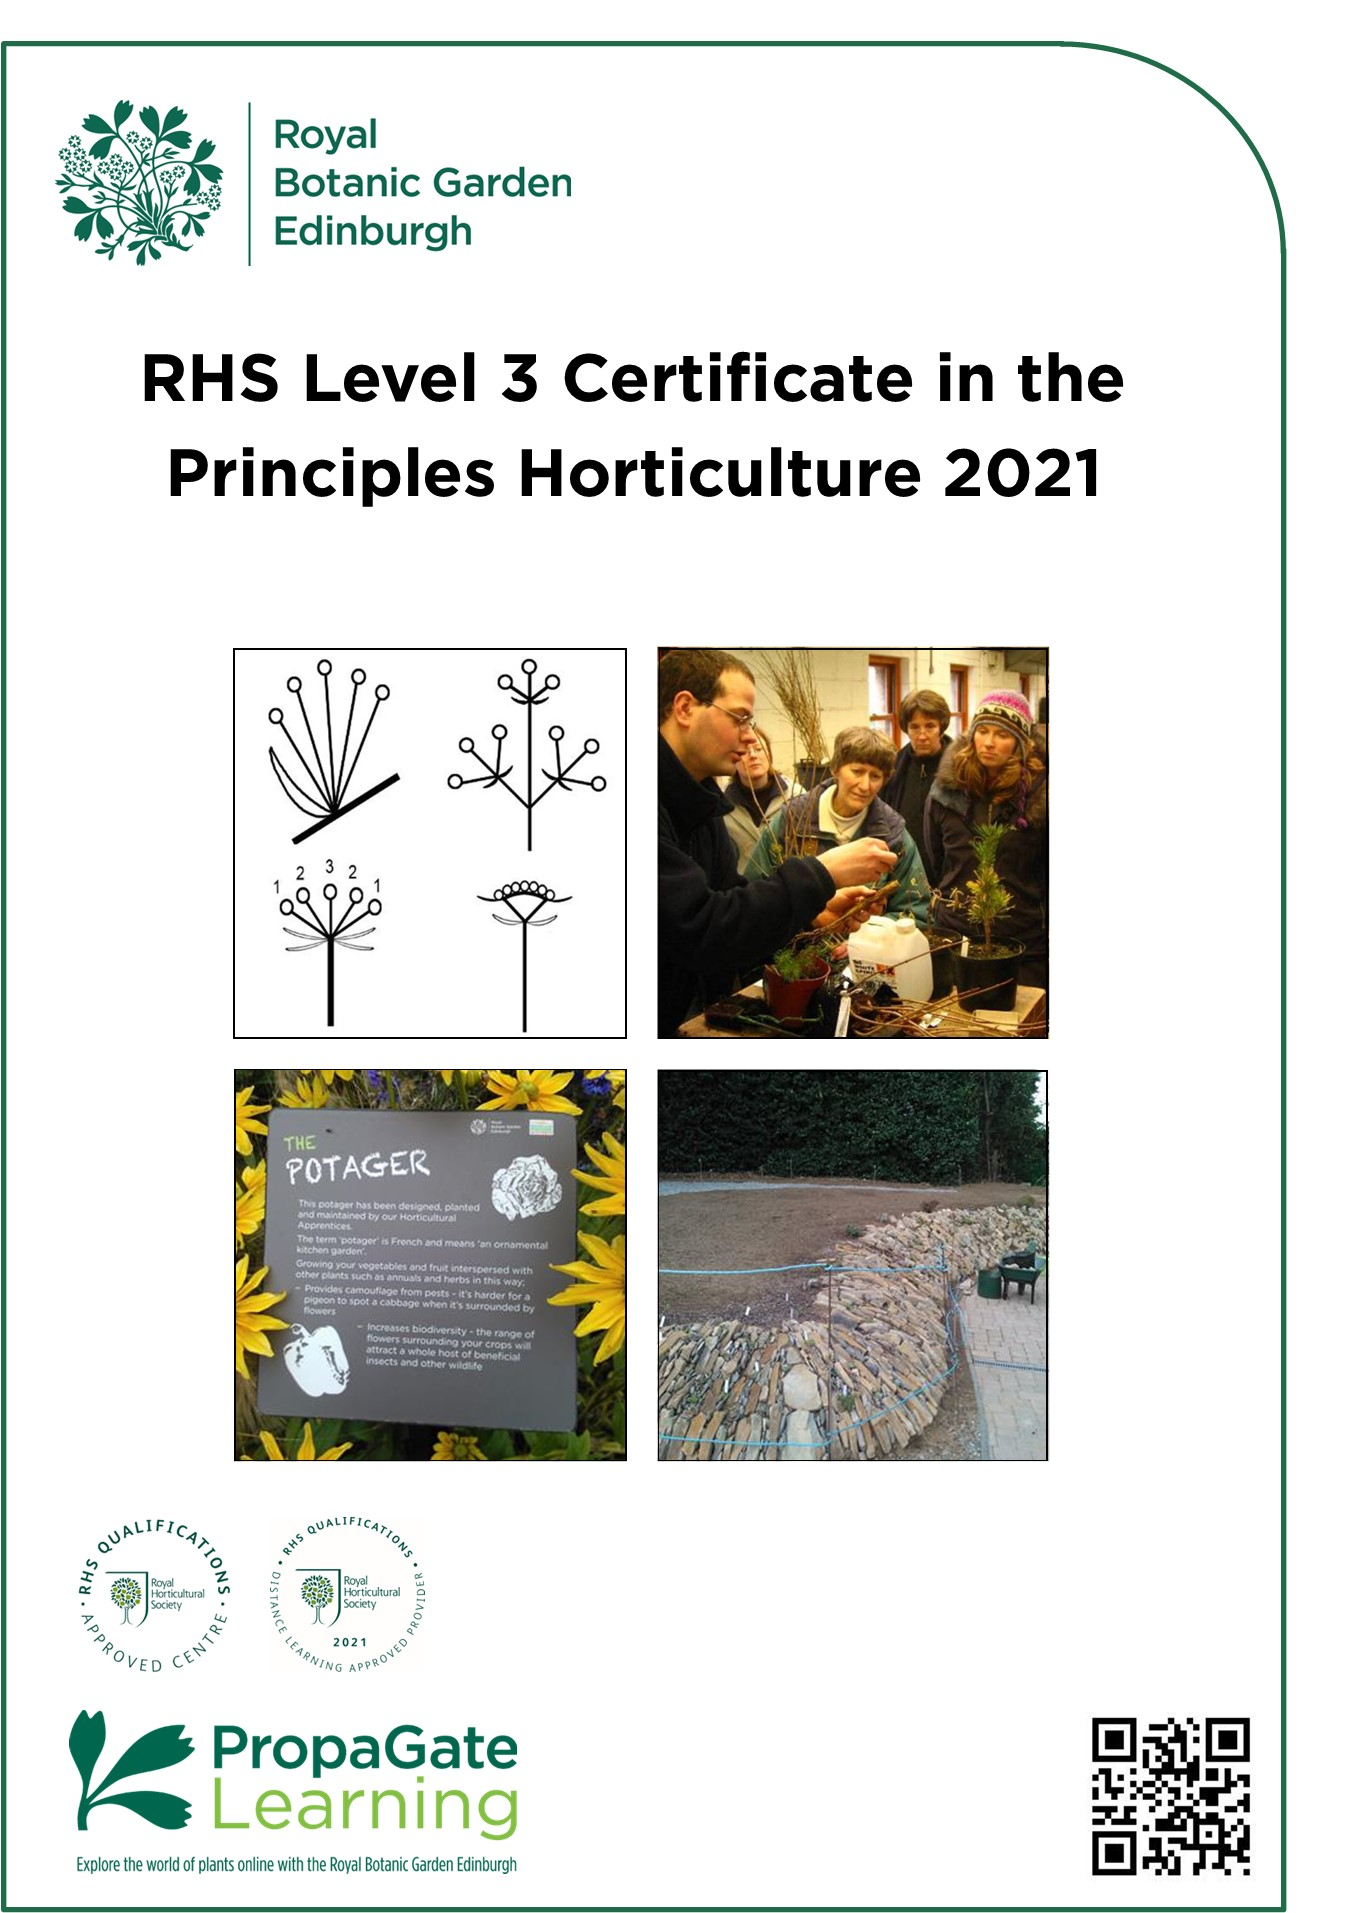 Royal
Botanic Garden
Edinburgh
RHS Level 3 Certificate in the
Principles Horticulture 2021
1 2 3 2 1
THE
POTAGER
Royal
Botanic Garden
Edinburgh
This potager has been designed, planted
and maintained by our Horticultural
Apprentices.
The term 'potager' is French and means 'an ornamental
kitchen garden'.
Growing your vegetables and fruit interspersed with
other plants such as annuals and herbs in this way;
– Provides camouflage from pests - it's harder for a
pigeon to spot a cabbage when it's surrounded by
flowers
– Increases biodiversity - the range of
flowers surrounding your crops will
attract a whole host of beneficial
insects and other wildlife
WHITE
SPIRIT
• RHS QUALIFICATIONS •
Royal
Horticultural
Society
APPROVED CENTRE
• RHS QUALIFICATIONS •
Royal
Horticultural
Society
2021
DISTANCE LEARNING APPROVED PROVIDER
PropaGate
Learning
Explore the world of plants online with the Royal Botanic Garden Edinburgh